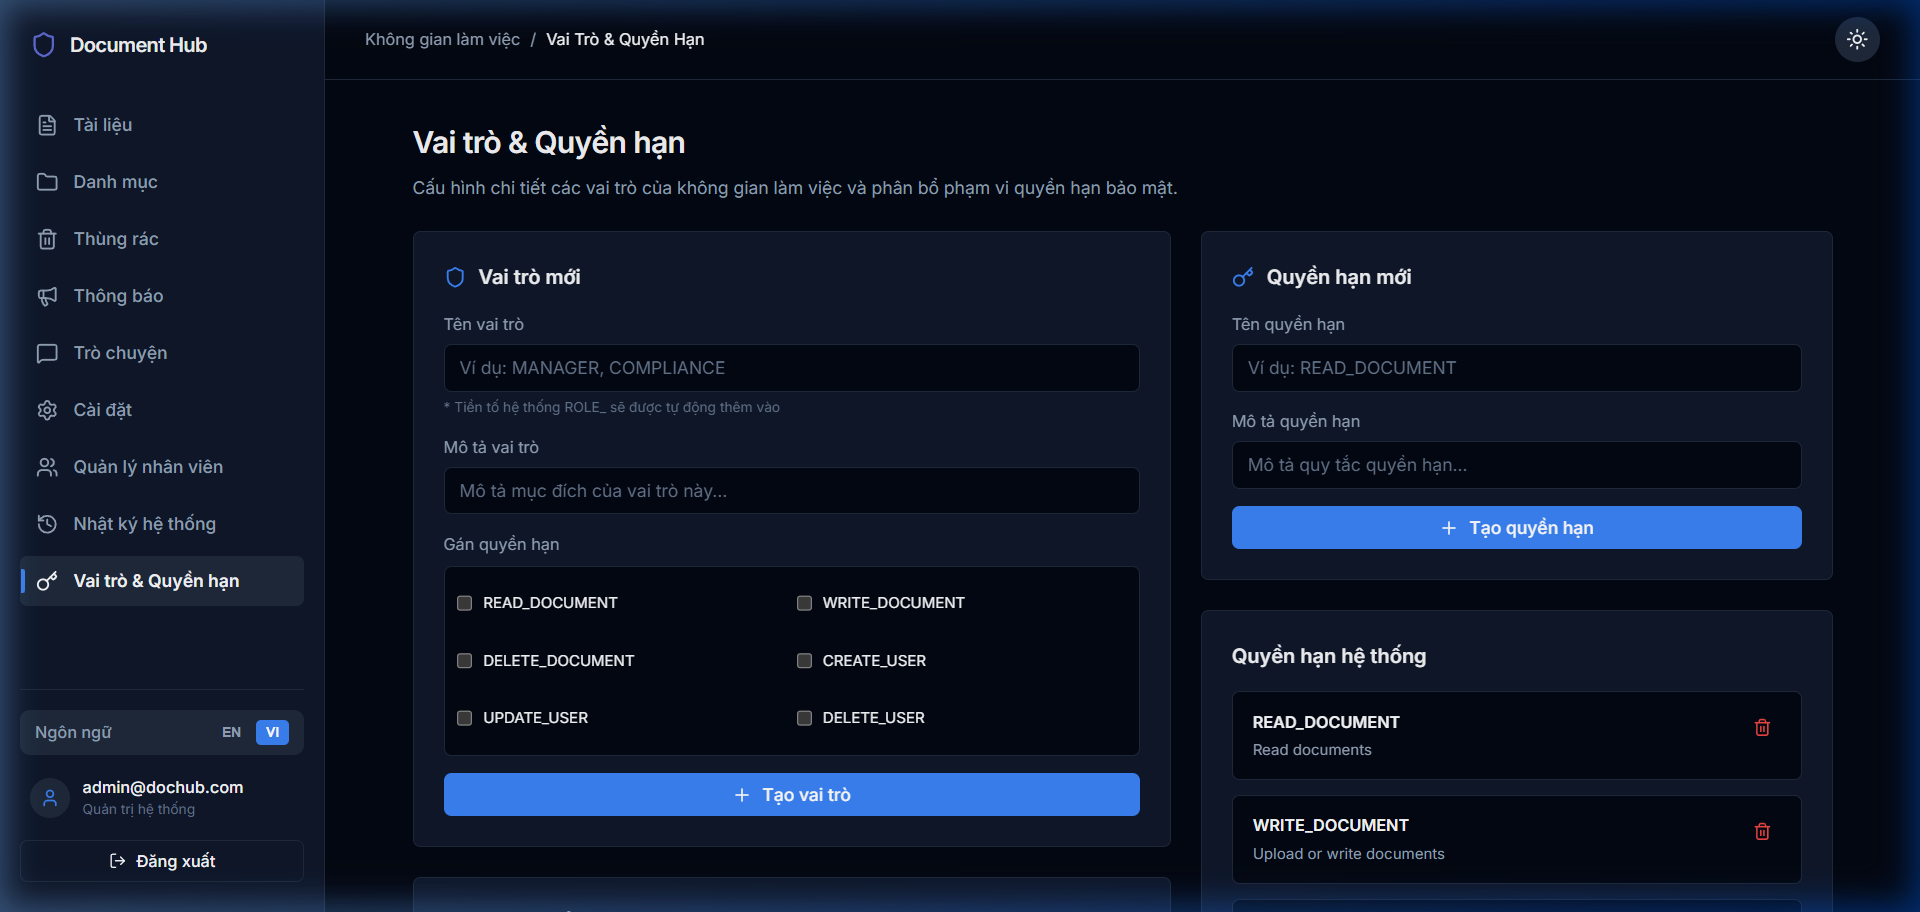 Document Hub
Tài liệu
Danh mục
Thùng rác
Thông báo
Trò chuyện
Cài đặt
Quản lý nhân viên
Nhật ký hệ thống
Vai trò & Quyền hạn
Ngôn ngữ EN VI
admin@dochub.com
Quản trị hệ thống
Đăng xuất
Không gian làm việc / Vai Trò & Quyền Hạn
Vai trò & Quyền hạn
Cấu hình chi tiết các vai trò của không gian làm việc và phân bổ phạm vi quyền hạn bảo mật.
Vai trò mới
Tên vai trò
Ví dụ: MANAGER, COMPLIANCE
* Tiền tố hệ thống ROLE_ sẽ được tự động thêm vào
Mô tả vai trò
Mô tả mục đích của vai trò này...
Gán quyền hạn
READ_DOCUMENT WRITE_DOCUMENT
DELETE_DOCUMENT CREATE_USER
UPDATE_USER DELETE_USER
+ Tạo vai trò
Quyền hạn mới
Tên quyền hạn
Ví dụ: READ_DOCUMENT
Mô tả quyền hạn
Mô tả quy tắc quyền hạn...
+ Tạo quyền hạn
Quyền hạn hệ thống
READ_DOCUMENT
Read documents
WRITE_DOCUMENT
Upload or write documents